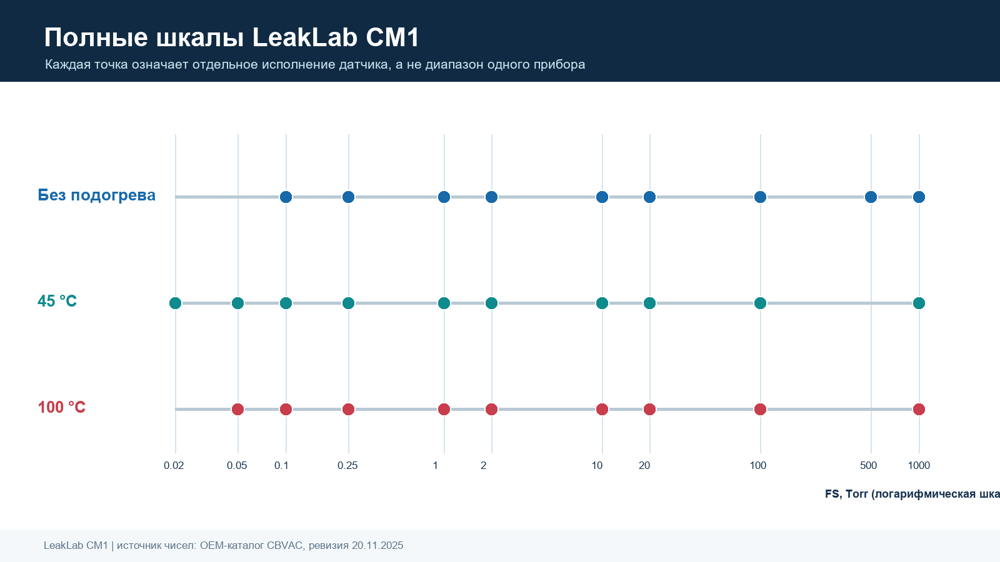 Полные шкалы LeakLab CM1
Каждая точка означает отдельное исполнение датчика, а не диапазон одного прибора
Без подогрева
45 °C
100 °C
0.02 0.05 0.1 0.25 1 2 10 20 100 500 1000
FS, Torr (логарифмическая шка
LeakLab CM1 | источник чисел: OEM-каталог CBVAC, ревизия 20.11.2025